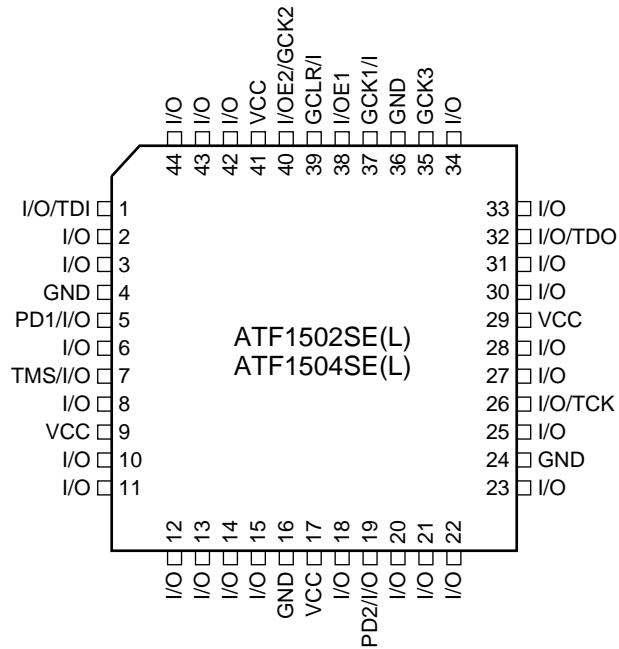 I/O
I/O
I/O
VCC
I/OE2/GCK2
GCLR/I
I/OE1
GCK1/I
GND
GCK3
I/O
44
43
42
41
40
39
38
37
36
35
34
I/O/TDI 1
I/O 2
I/O 3
GND 4
PD1/I/O 5
I/O 6
TMS/I/O 7
I/O 8
VCC 9
I/O 10
I/O 11
ATF1502SE(L)
ATF1504SE(L)
33 I/O
32 I/O/TDO
31 I/O
30 I/O
29 VCC
28 I/O
27 I/O
26 I/O/TCK
25 I/O
24 GND
23 I/O
12
13
14
15
16
17
18
19
20
21
22
I/O
I/O
I/O
I/O
GND
VCC
I/O
PD2/I/O
I/O
I/O
I/O